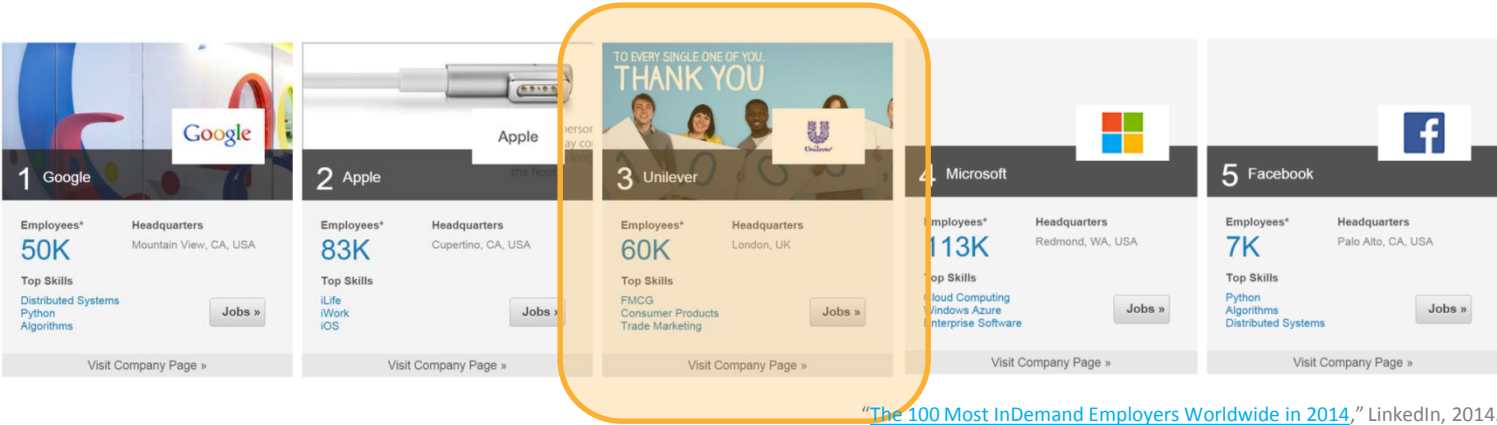 Google
1 Google
Employees*
50K
Headquarters
Mountain View, CA, USA
Top Skills
Distributed Systems
Python
Algorithms
Jobs »
Visit Company Page »
Apple
the floor
2 Apple
Employees*
83K
Headquarters
Cupertino, CA, USA
Top Skills
iLife
iWork
iOS
Jobs »
Visit Company Page »
TO EVERY SINGLE ONE OF YOU.
THANK YOU
Unilever
3 Unilever
Employees*
60K
Headquarters
London, UK
Top Skills
FMCG
Consumer Products
Trade Marketing
Jobs »
Visit Company Page »
4 Microsoft
Employees*
113K
Headquarters
Redmond, WA, USA
Top Skills
Cloud Computing
Windows Azure
Enterprise Software
Jobs »
Visit Company Page »
f
5 Facebook
Employees*
7K
Headquarters
Palo Alto, CA, USA
Top Skills
Python
Algorithms
Distributed Systems
Jobs »
Visit Company Page »
“The 100 Most InDemand Employers Worldwide in 2014,” LinkedIn, 2014.